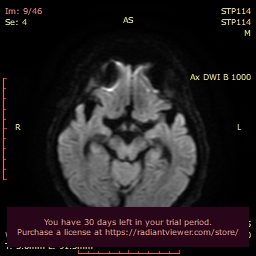 Im: 9/46
Se: 4
AS
STP114
STP114
M
Ax DWI B 1000
R
L
You have 30 days left in your trial period.
Purchase a license at https://radiantviewer.com/store/